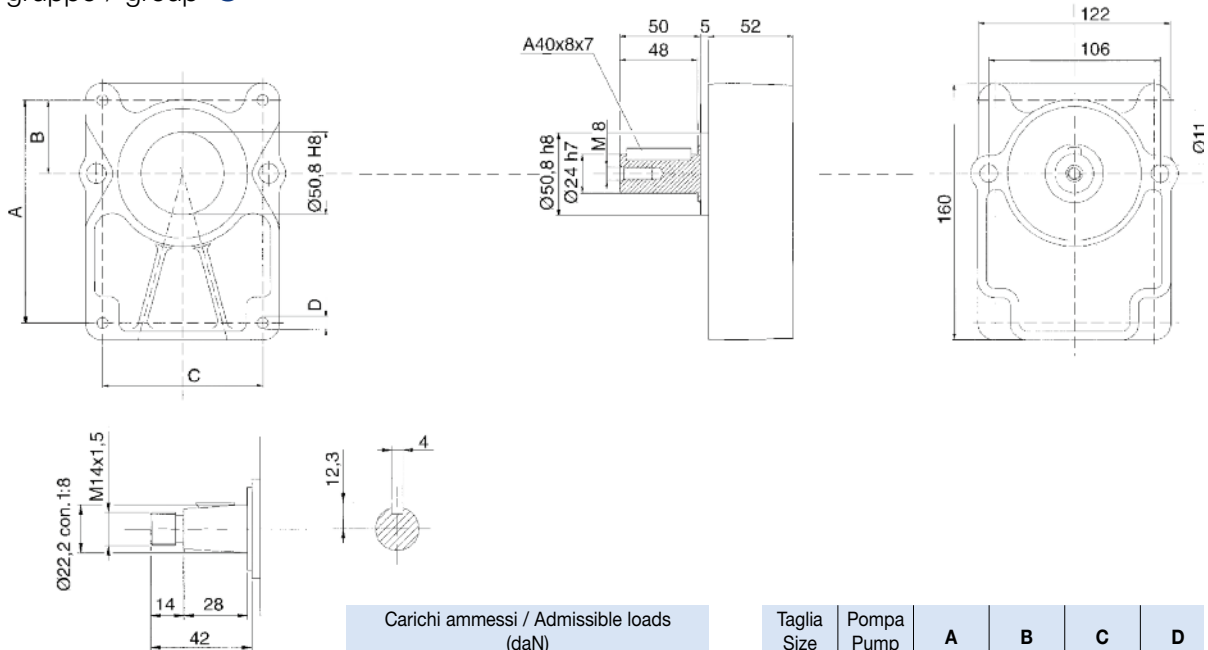 50 5 52
122
A40x8x7
48
106
B
M 8
Ø11
A
Ø50,8 H8
Ø50,8 h8
Ø24 h7
160
D
C
M14x1,5
Ø22,2 con.1:8
4
12,3
14 28
42
Carichi ammessi / Admissible loads
(daN)
Taglia
Size
Pompa
Pump
A B C D